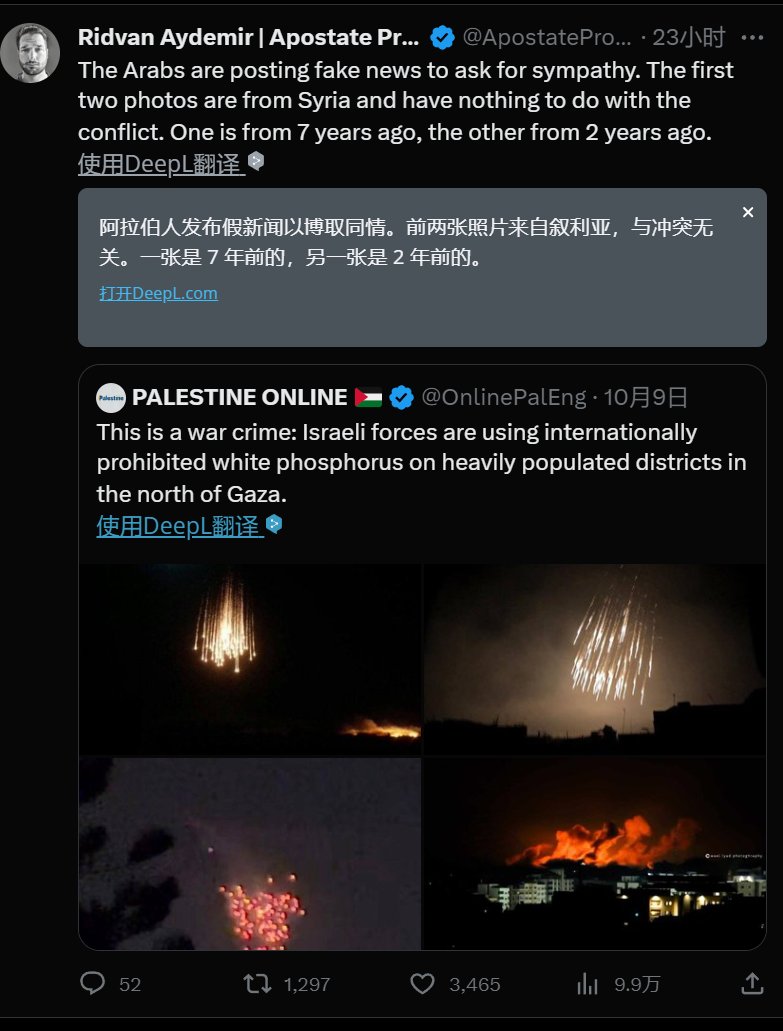 Ridvan Aydemir | Apostate Pr... @ApostatePro... · 23小时 ...
The Arabs are posting fake news to ask for sympathy. The first
two photos are from Syria and have nothing to do with the
conflict. One is from 7 years ago, the other from 2 years ago.
使用DeepL翻译
阿拉伯人发布假新闻以博取同情。前两张照片来自叙利亚，与冲突无
关。一张是 7 年前的，另一张是 2 年前的。
打开DeepL.com
Palestine PALESTINE ONLINE @OnlinePalEng · 10月9日
This is a war crime: Israeli forces are using internationally
prohibited white phosphorus on heavily populated districts in
the north of Gaza.
使用DeepL翻译
52 1,297 3,465 9.9万